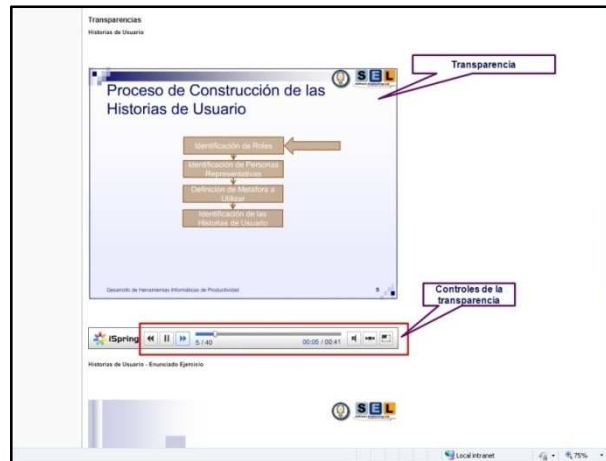 Transparencias
Historias de Usuario
Transparencia
SEL
Proceso de Construcción de las
Historias de Usuario
Identificación de Roles
Identificación de Personas
Representativas
Definición de Metáfora a
Utilizar
Identificación de las
Historias de Usuario
Desarrollo de Herramientas Informáticas de Productividad
5
Controles de la
transparencia
iSpring
5 / 40
00:05 / 00:41
Historias de Usuario - Enunciado Ejercicio
SEL
Local intranet
75%